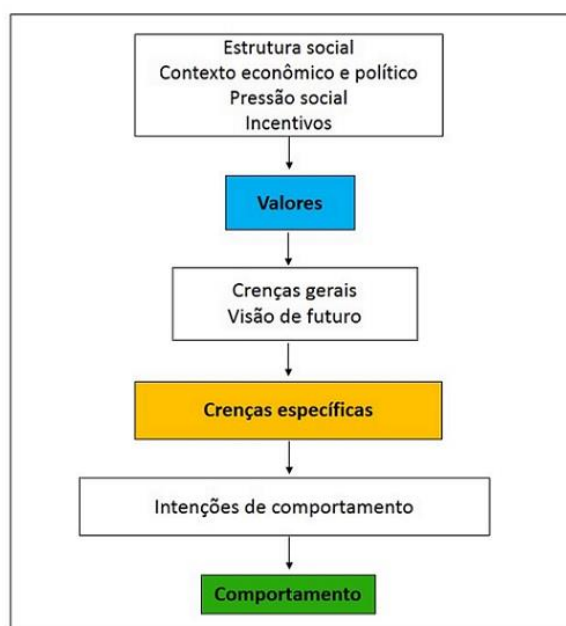 Estrutura social
Contexto econômico e político
Pressão social
Incentivos
Valores
Crenças gerais
Visão de futuro
Crenças específicas
Intenções de comportamento
Comportamento